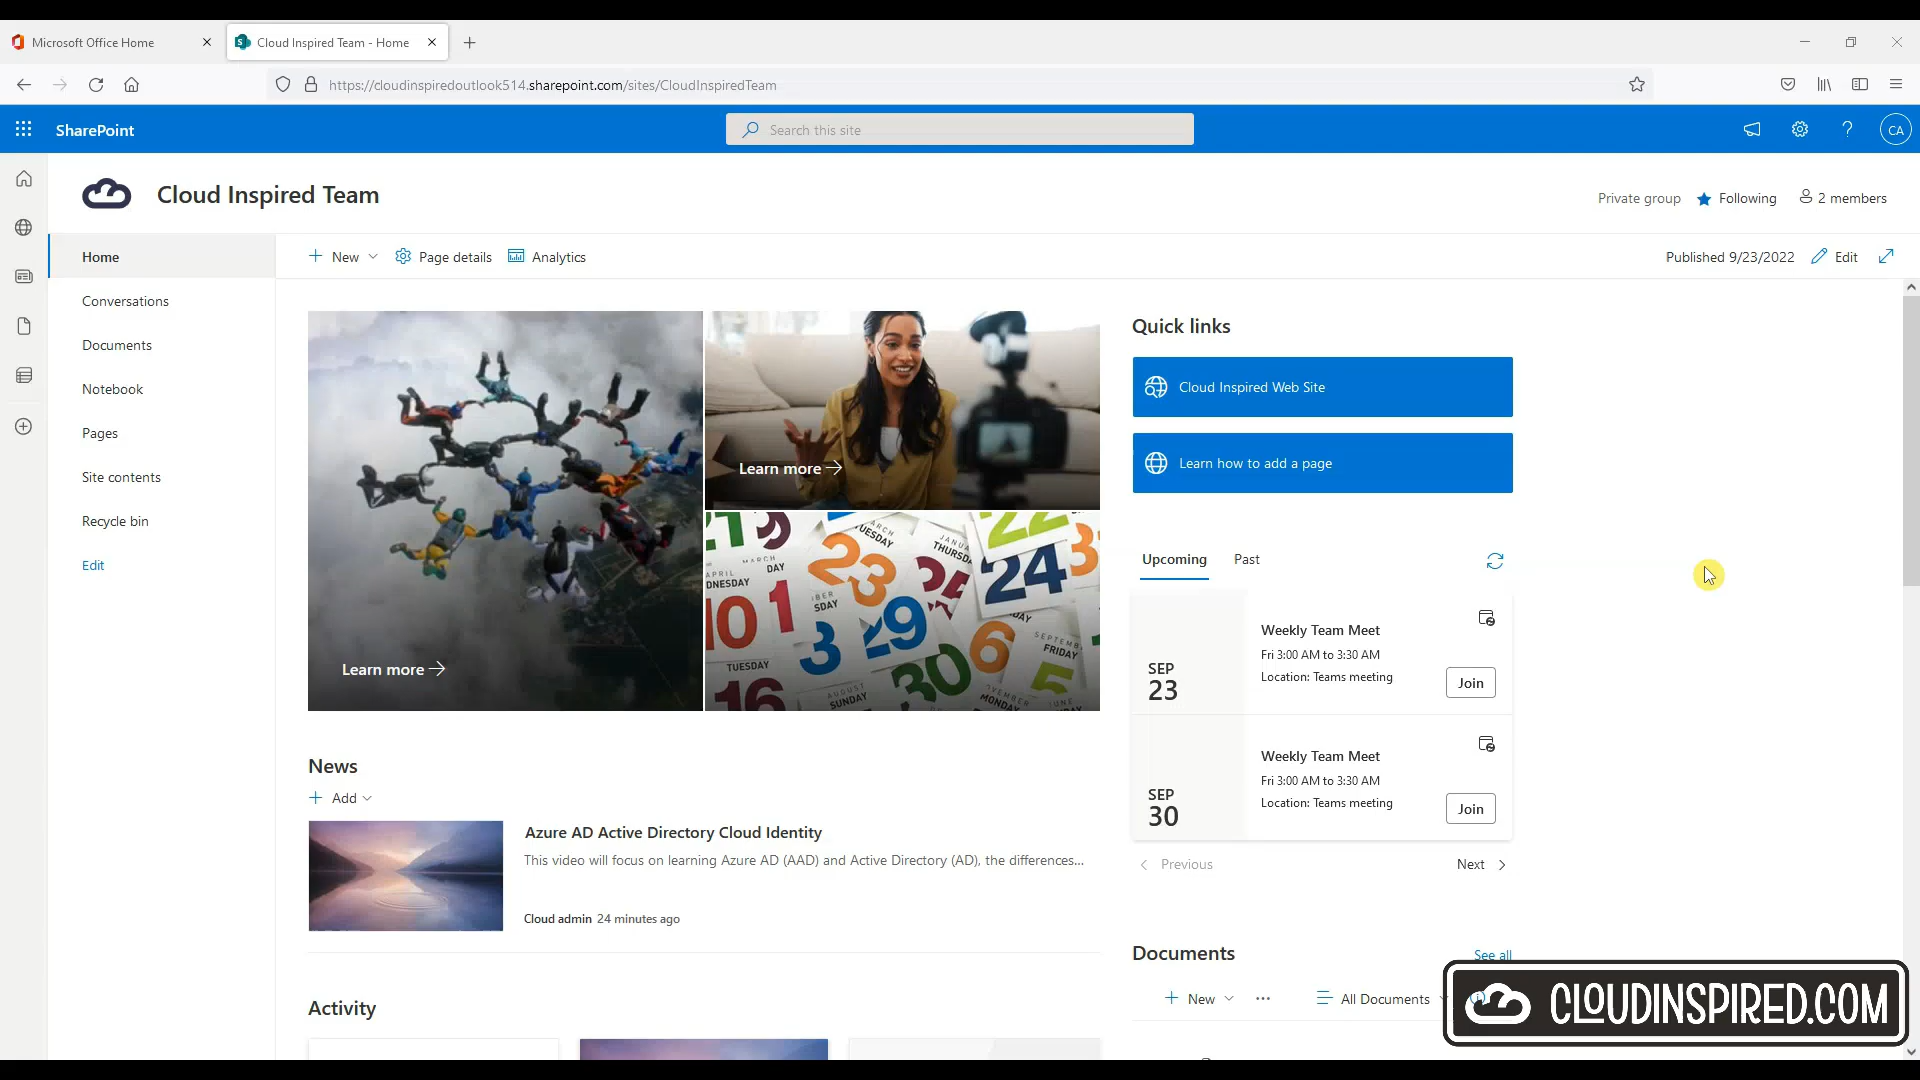 Microsoft Office Home
Cloud Inspired Team - Home
https://cloudinspiredoutlook514.sharepoint.com/sites/CloudInspiredTeam
SharePoint
Search this site
CA
Cloud Inspired Team
Private group
Following
2 members
Home
New
Page details
Analytics
Published 9/23/2022
Edit
Conversations
Documents
Notebook
Pages
Site contents
Recycle bin
Edit
Learn more
Learn more
Quick links
Cloud Inspired Web Site
Learn how to add a page
Upcoming
Past
SEP
23
Weekly Team Meet
Fri 3:00 AM to 3:30 AM
Location: Teams meeting
Join
SEP
30
Weekly Team Meet
Fri 3:00 AM to 3:30 AM
Location: Teams meeting
Join
Previous
Next
News
Add
Azure AD Active Directory Cloud Identity
This video will focus on learning Azure AD (AAD) and Active Directory (AD), the differences...
Cloud admin 24 minutes ago
Documents
See all
New
All Documents
Activity
CLOUDINSPIRED.COM